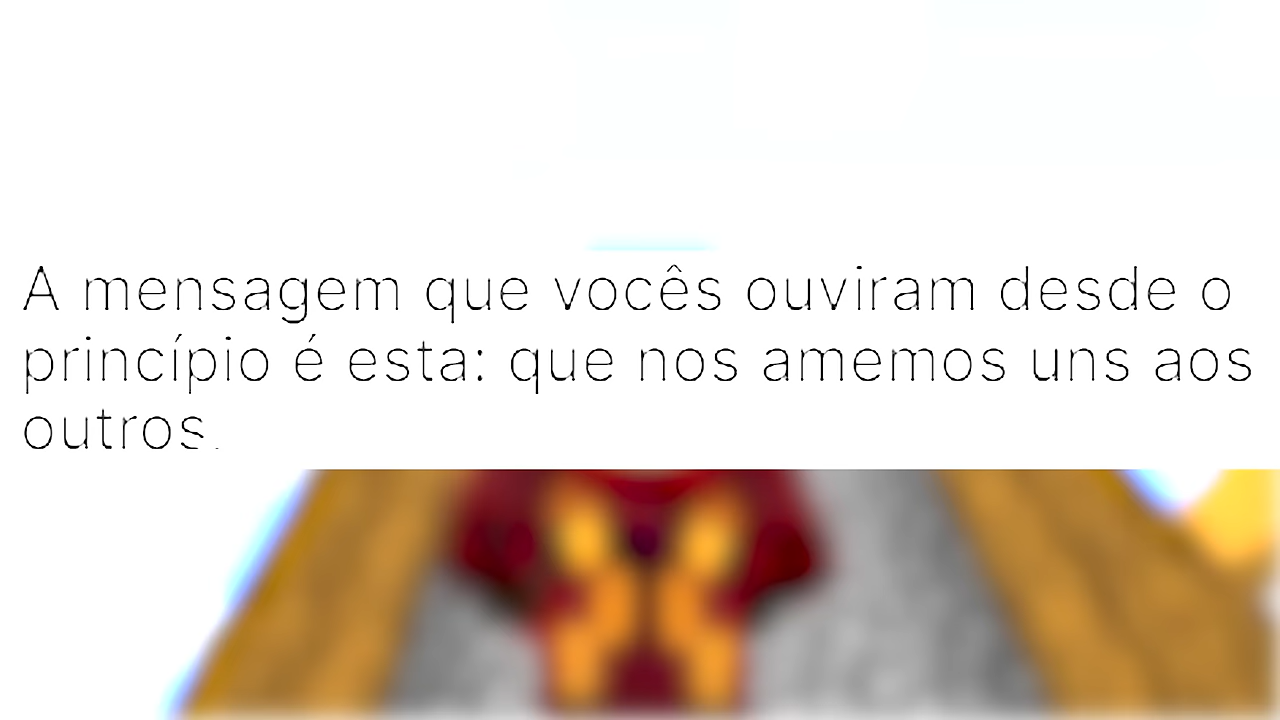 A mensagem que vocês ouviram desde o
princípio é esta: que nos amemos uns aos
outros.